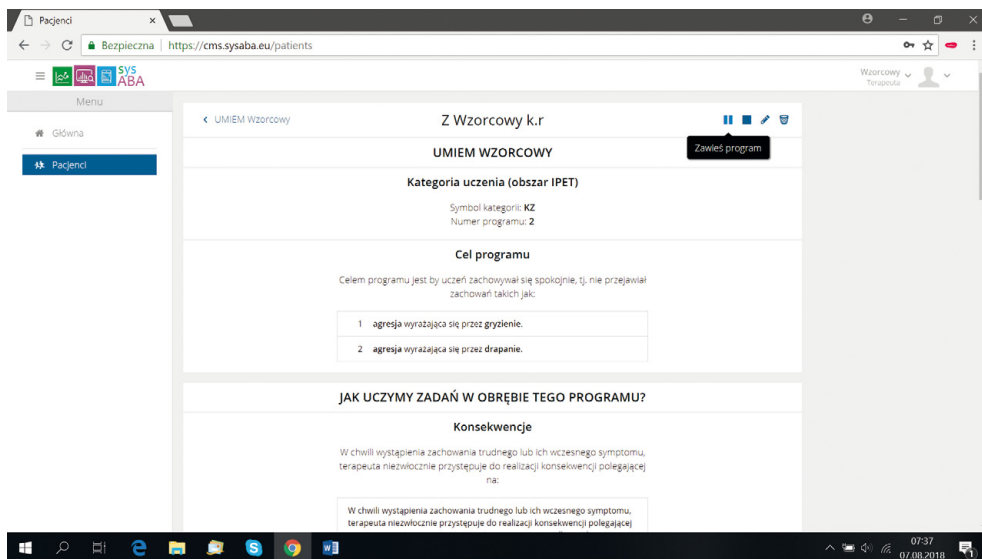 Pacjenci
Bezpieczna
https://cms.sysaba.eu/patients
sys
ABA
Wzorcowy
Terapeuta
Menu
Główna
Pacjenci
UMIEM Wzorcowy
Z Wzorcowy k.r
Zawieś program
UMIEM WZORCOWY
Kategoria uczenia (obszar IPET)
Symbol kategorii: KZ
Numer programu: 2
Cel programu
Celem programu jest by uczeń zachowywał się spokojnie, tj. nie przejawiał
zachowań takich jak:
1 agresja wyrażająca się przez gryzienie.
2 agresja wyrażająca się przez drapanie.
JAK UCZYMY ZADAŃ W OBRĘBIE TEGO PROGRAMU?
Konsekwencje
W chwili wystąpienia zachowania trudnego lub ich wczesnego symptomu,
terapeuta niezwłocznie przystępuje do realizacji konsekwencji polegającej
na:
W chwili wystąpienia zachowania trudnego lub ich wczesnego symptomu,
terapeuta niezwłocznie przystępuje do realizacji konsekwencji polegającej
07:37
07.08.2018